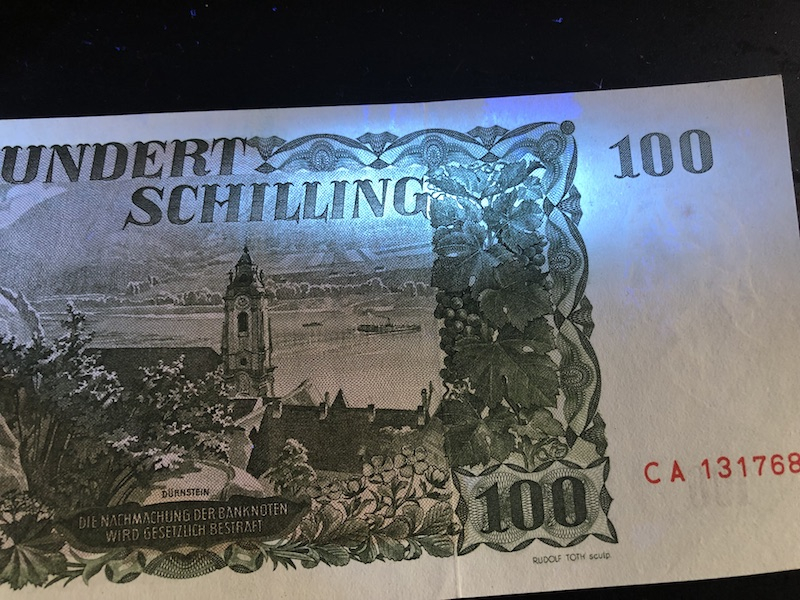 UNDERT
SCHILLING
100
CA 131768
DÜRNSTEIN
DIE NACHMACHUNG DER BANKNOTEN
WIRD GESETZLICH BESTRAFT
100
RUDOLF TOTH sculp.